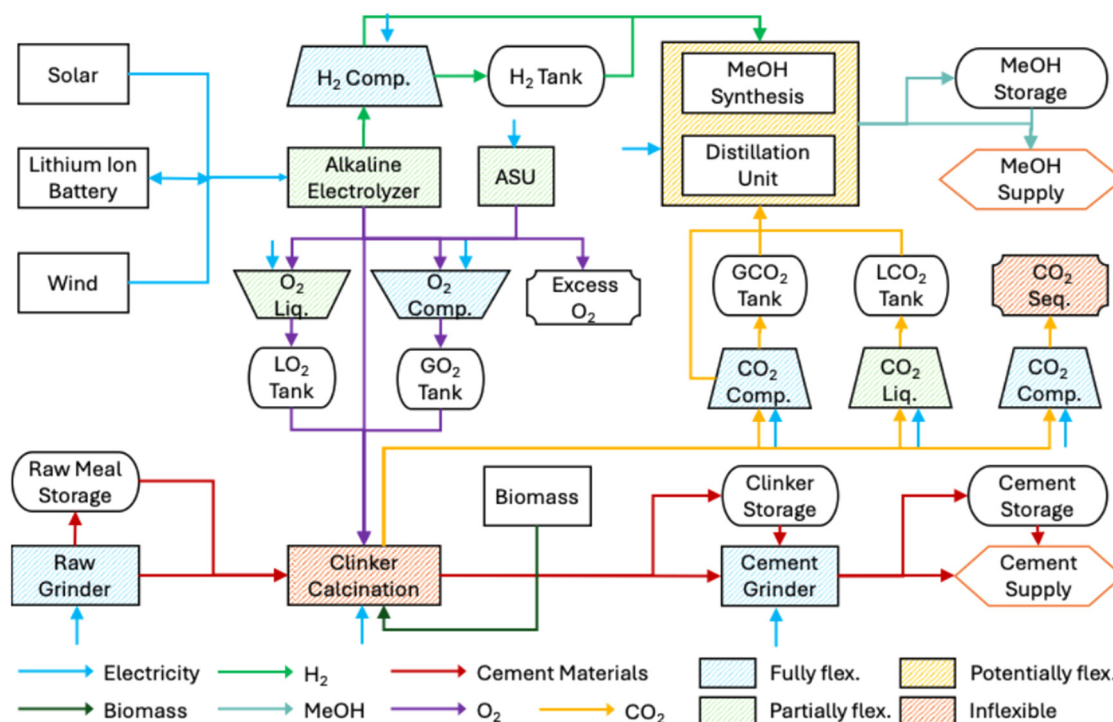 Solar
Lithium Ion
Battery
Wind
H₂ Comp.
H₂ Tank
Alkaline
Electrolyzer
ASU
MeOH
Synthesis
Distillation
Unit
MeOH
Storage
MeOH
Supply
O₂
Liq.
O₂
Comp.
Excess
O₂
LO₂
Tank
GO₂
Tank
GCO₂
Tank
LCO₂
Tank
CO₂
Seq.
CO₂
Comp.
CO₂
Liq.
CO₂
Comp.
Raw Meal
Storage
Biomass
Clinker
Storage
Cement
Storage
Raw
Grinder
Clinker
Calcination
Cement
Grinder
Cement
Supply
Electricity
H₂
Cement Materials
Fully flex.
Potentially flex.
Biomass
MeOH
O₂
CO₂
Partially flex.
Inflexible